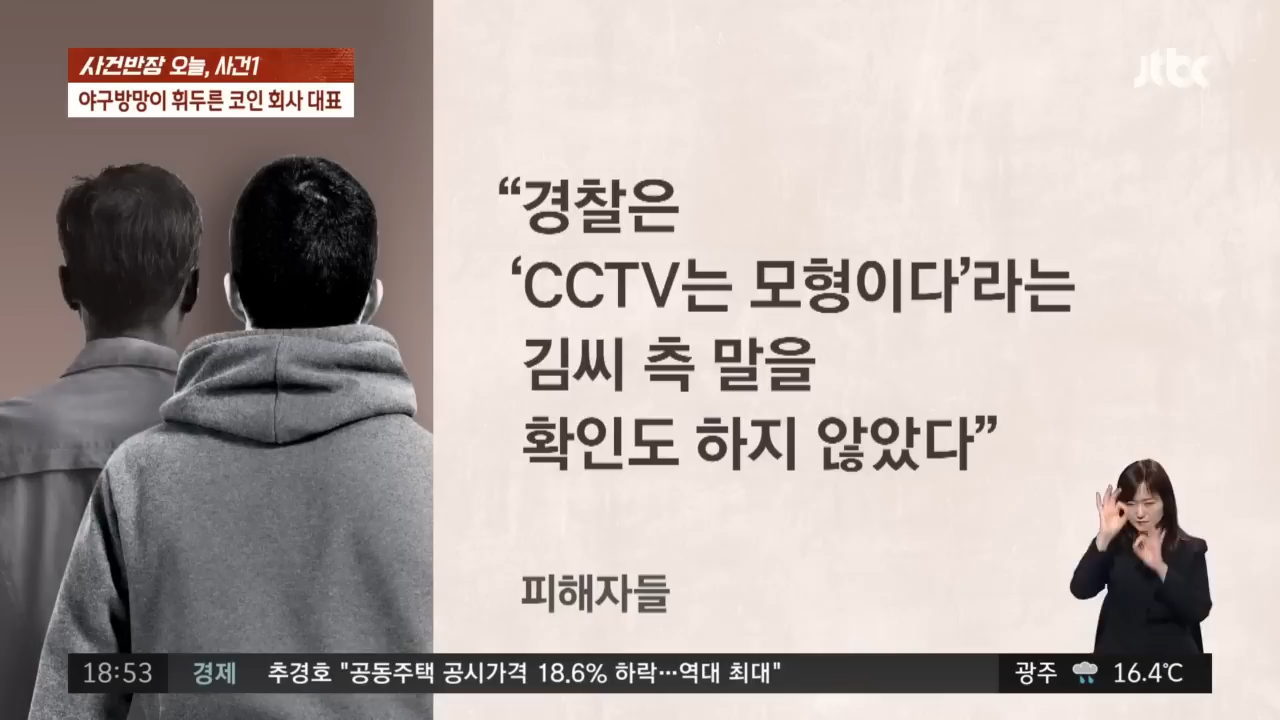 사건반장 오늘, 사건1
야구방망이 휘두른 코인 회사 대표
jtbc
“경찰은
‘CCTV는 모형이다’라는
김씨 측 말을
확인도 하지 않았다”
피해자들
18:53 경제 추경호 "공동주택 공시가격 18.6% 하락…역대 최대" 광주 16.4℃